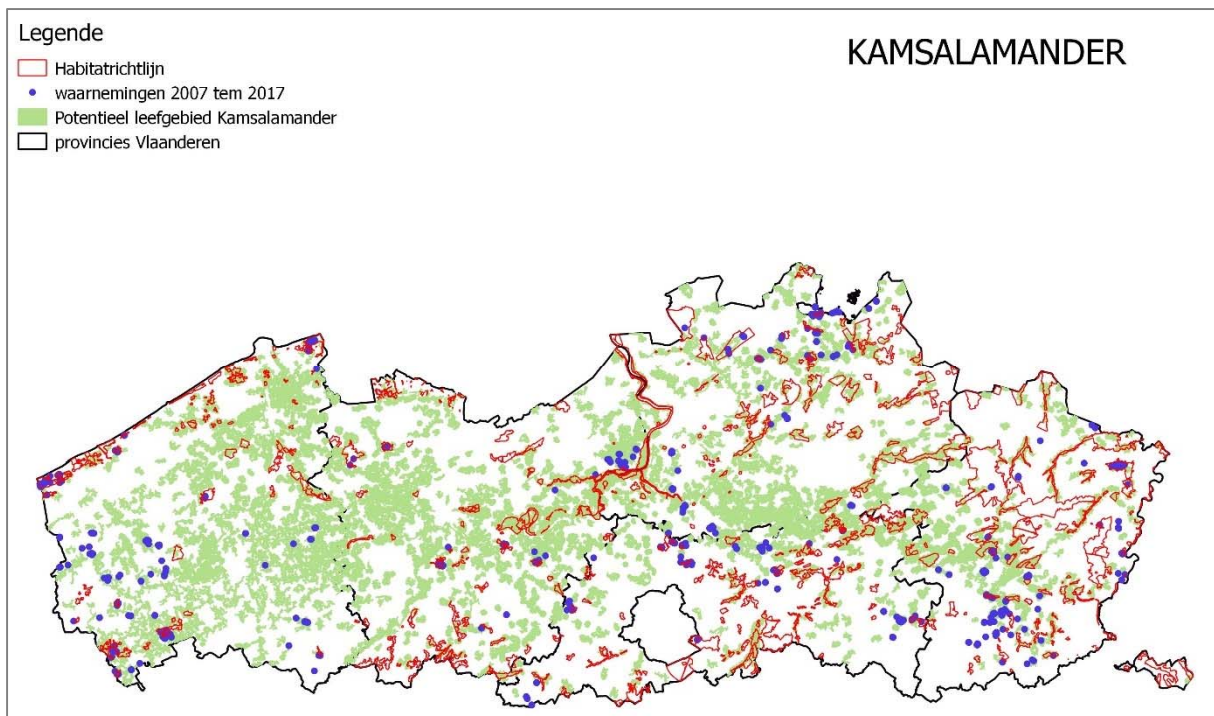 Legende
KAMSALAMANDER
Habitatrichtlijn
waarnemingen 2007 tem 2017
Potentieel leefgebied Kamsalamander
provincies Vlaanderen